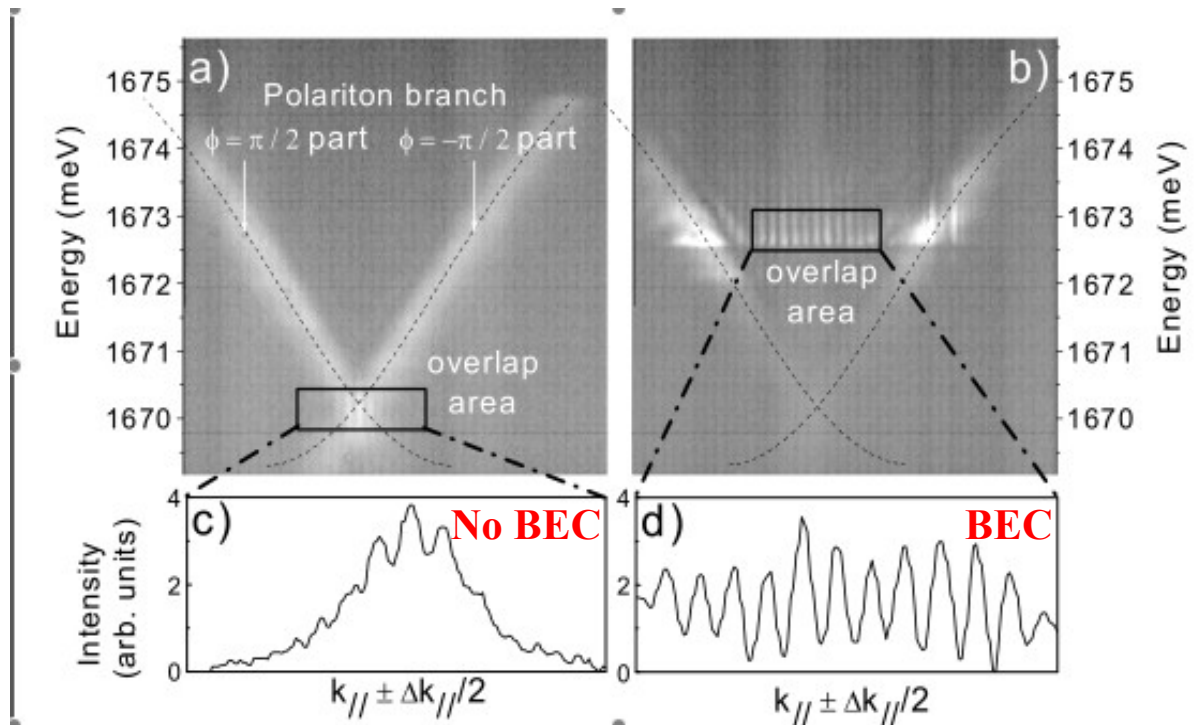 a)
Polariton branch
ϕ = π / 2 part ϕ = −π / 2 part
overlap
area
Energy (meV)
1675
1674
1673
1672
1671
1670
b)
overlap
area
1675
1674
1673
1672
1671
1670
Energy (meV)
c)
No BEC
Intensity
(arb. units)
4
2
0
k// ± Δk///2
d)
BEC
4
2
0
k// ± Δk///2